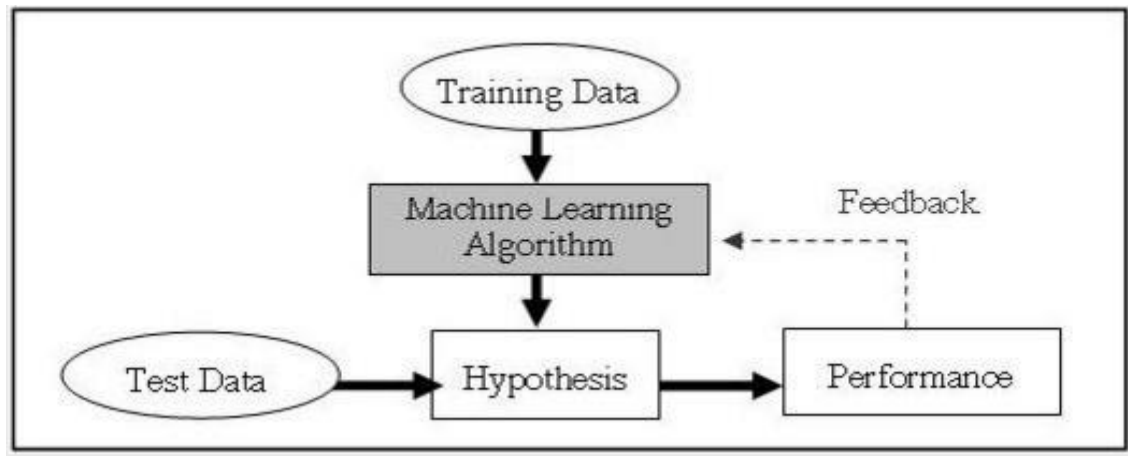 Training Data
Machine Learning
Algorithm
Feedback
Test Data
Hypothesis
Performance